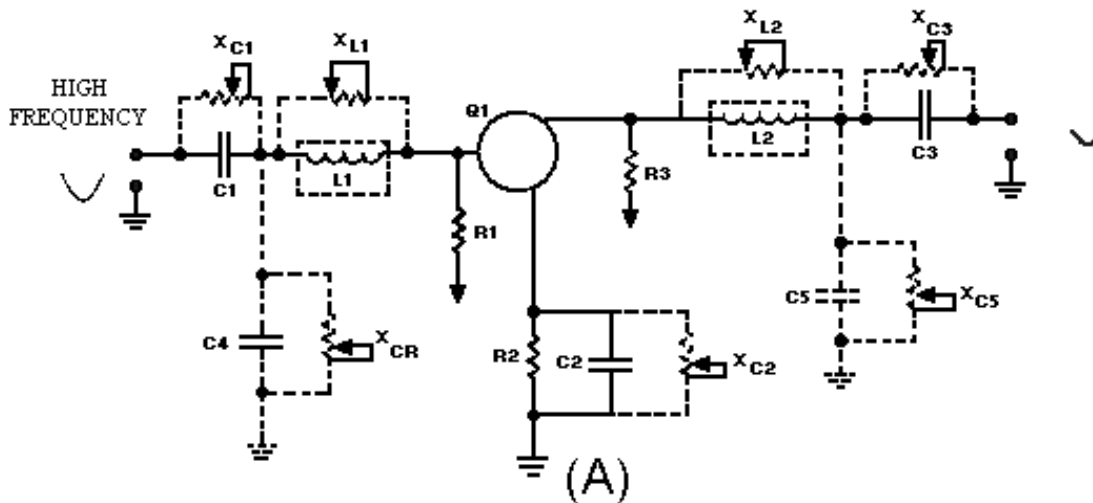 XC1
XL1
XL2
XC3
HIGH
FREQUENCY
C1
L1
Q1
L2
C3
R1
R3
C4
XCR
R2
C2
XC2
C5
XC5
(A)